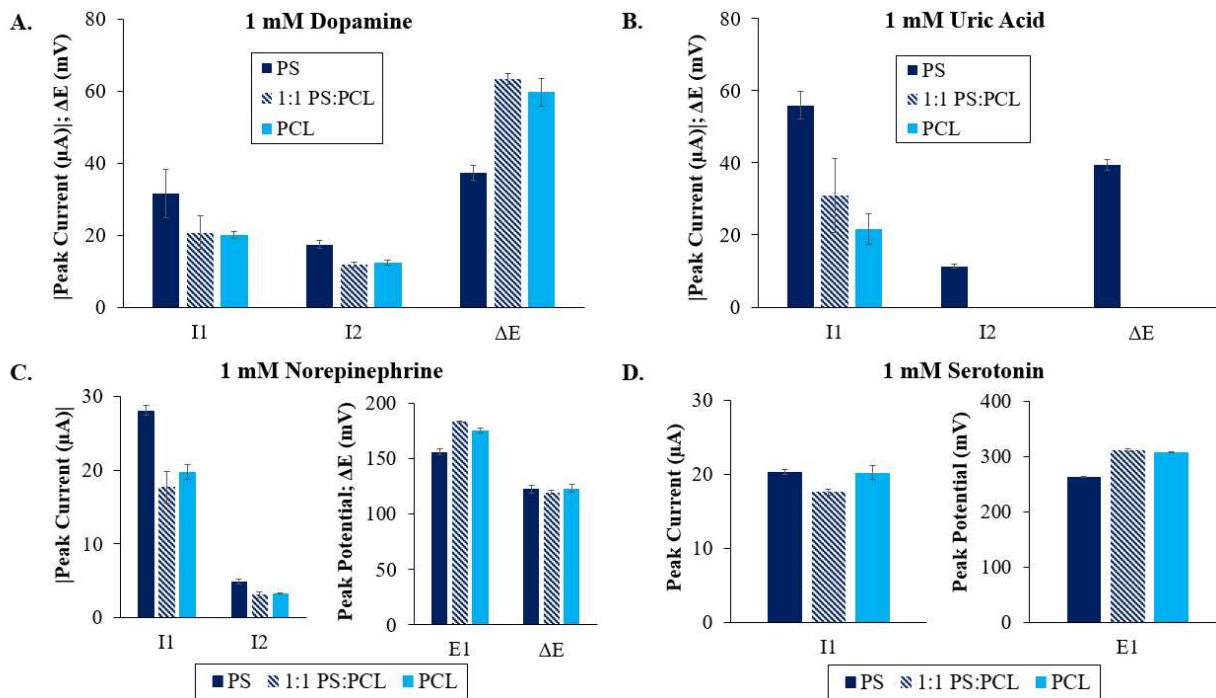 A.
1 mM Dopamine
|Peak Current (µA)|; ΔE (mV)
80
60
40
20
0
PS
1:1 PS:PCL
PCL
I1 I2 ΔE
B.
1 mM Uric Acid
|Peak Current (µA)|; ΔE (mV)
80
60
40
20
0
PS
1:1 PS:PCL
PCL
I1 I2 ΔE
C.
1 mM Norepinephrine
|Peak Current (µA)|
30
20
10
0
I1 I2
Peak Potential; ΔE (mV)
200
150
100
50
0
E1 ΔE
PS 1:1 PS:PCL PCL
D.
1 mM Serotonin
Peak Current (µA)
30
20
10
0
I1
Peak Potential (mV)
400
300
200
100
0
E1
PS 1:1 PS:PCL PCL